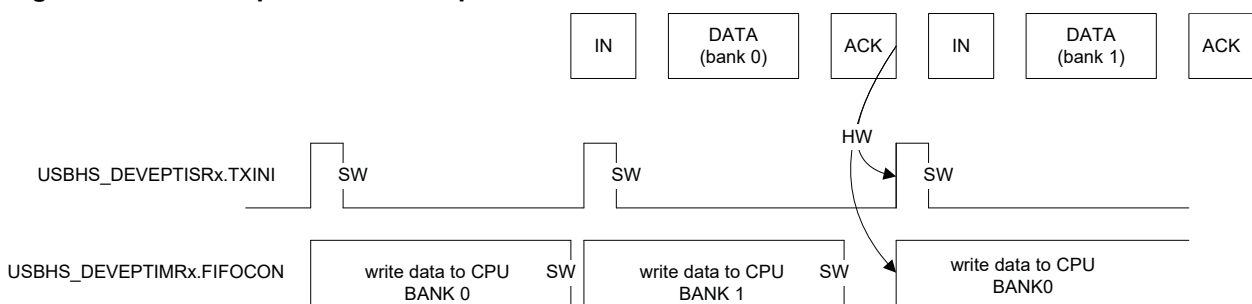 IN DATA ACK IN DATA ACK
(bank 0) (bank 1)
HW
USBHS_DEVEPTISRx.TXINI SW SW SW
USBHS_DEVEPTIMRx.FIFOCON write data to CPU SW write data to CPU SW write data to CPU
BANK 0 BANK 1 BANK0